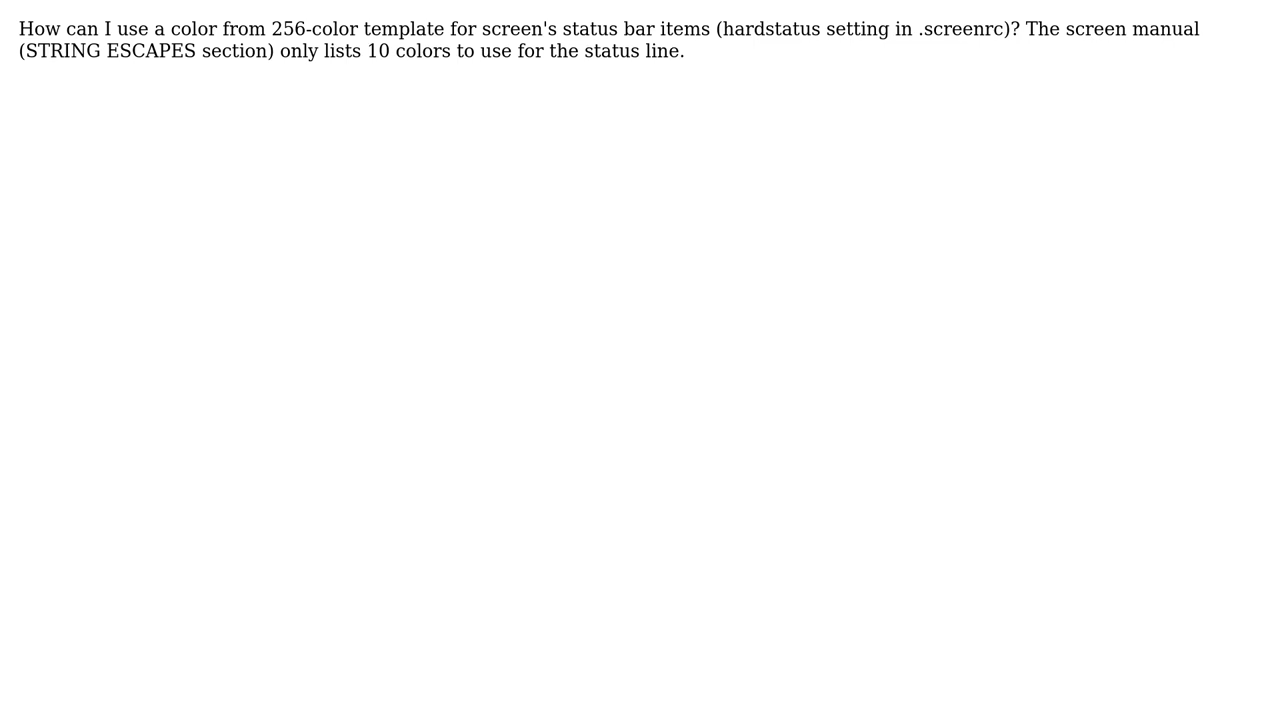 How can I use a color from 256-color template for screen's status bar items (hardstatus setting in .screenrc)? The screen manual
(STRING ESCAPES section) only lists 10 colors to use for the status line.